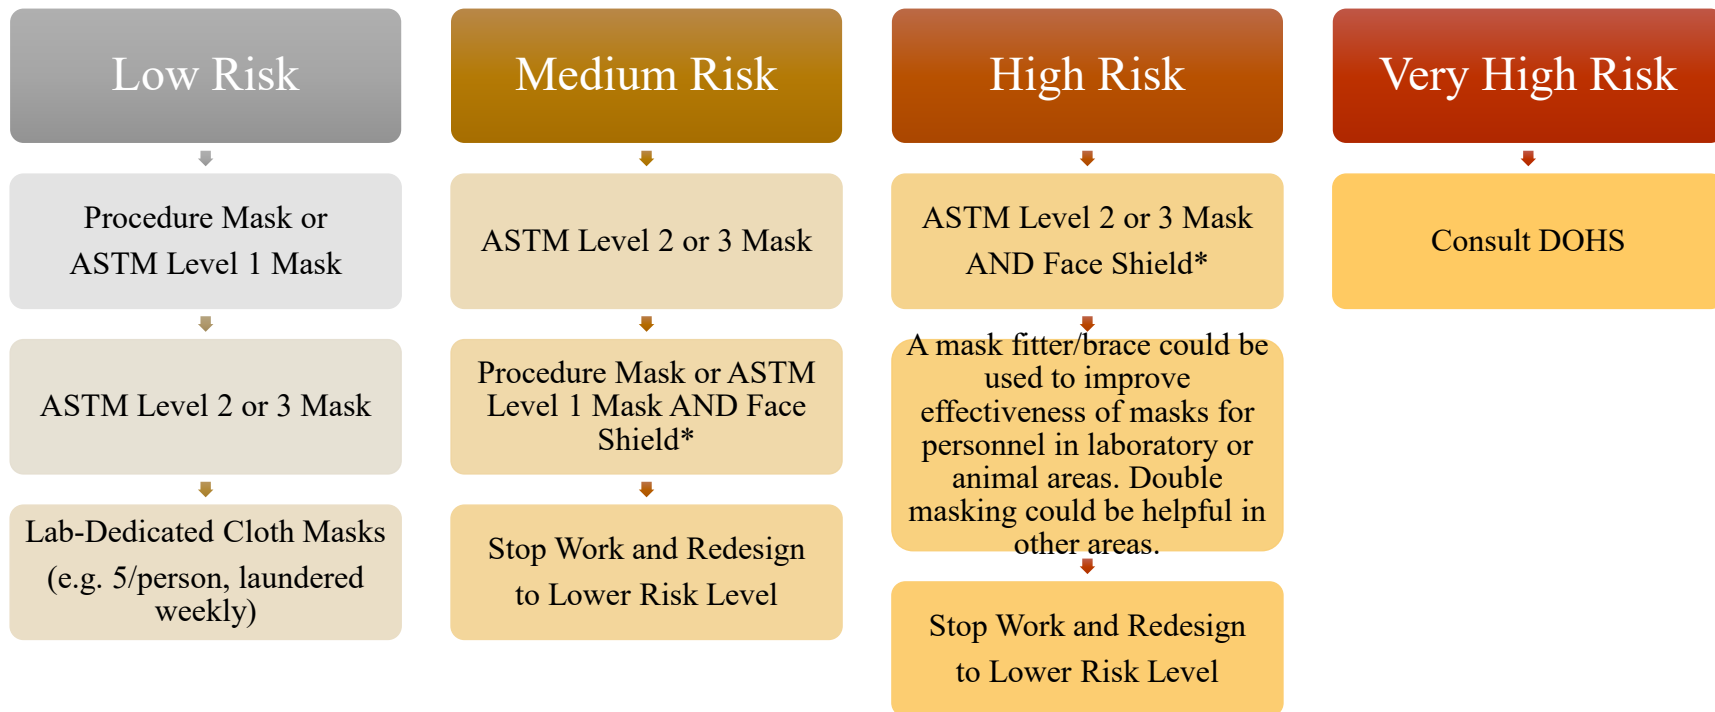 Low Risk
Procedure Mask or
ASTM Level 1 Mask
ASTM Level 2 or 3 Mask
Lab-Dedicated Cloth Masks
(e.g. 5/person, laundered
weekly)
Medium Risk
ASTM Level 2 or 3 Mask
Procedure Mask or ASTM
Level 1 Mask AND Face
Shield*
Stop Work and Redesign
to Lower Risk Level
High Risk
ASTM Level 2 or 3 Mask
AND Face Shield*
A mask fitter/brace could be
used to improve
effectiveness of masks for
personnel in laboratory or
animal areas. Double
masking could be helpful in
other areas.
Stop Work and Redesign
to Lower Risk Level
Very High Risk
Consult DOHS